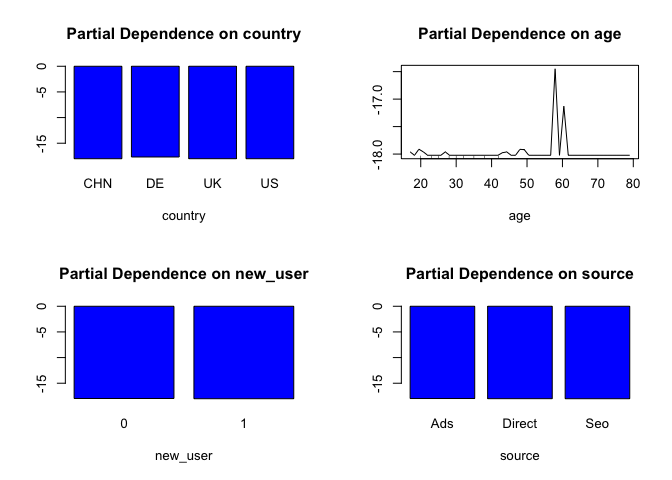 Partial Dependence on country
0
-5
-15
CHN DE UK US
country
Partial Dependence on age
-17.0
-18.0
20 30 40 50 60 70 80
age
Partial Dependence on new_user
0
-5
-15
0 1
new_user
Partial Dependence on source
0
-5
-15
Ads Direct Seo
source